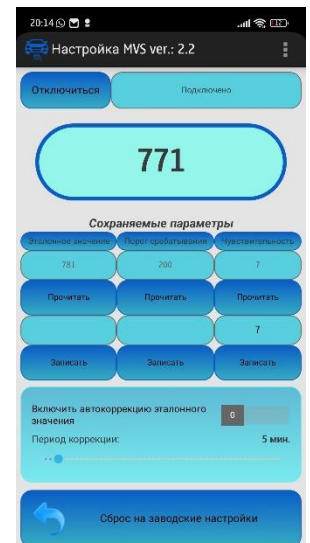 20:14
Настройка MVS ver.: 2.2
Отключиться Подключено
771
Сохраняемые параметры
Эталонное значение Порог срабатывания Чувствительность
781 200 7
Прочитать Прочитать Прочитать
7
Записать Записать Записать
Включить автокоррекцию эталонного 0
значения
Период коррекции: 5 мин.
Сброс на заводские настройки